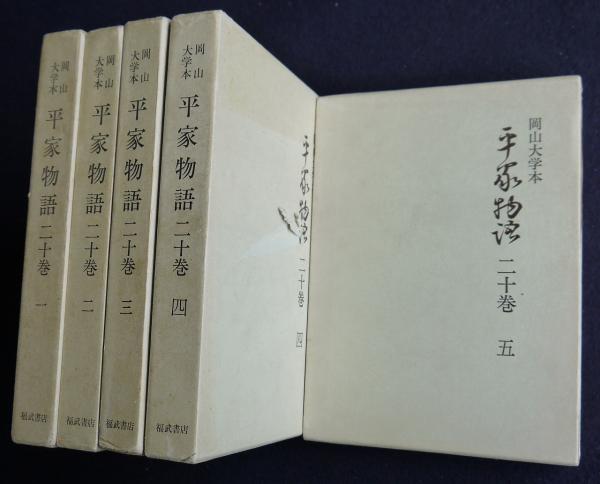 岡山大学本
平家物語 二十巻 一
福武書店
岡山大学本
平家物語 二十巻 二
福武書店
岡山大学本
平家物語 二十巻 三
福武書店
岡山大学本
平家物語 二十巻 四
福武書店
平家物語 二十巻 四
岡山大学本
平家物語 二十巻 五